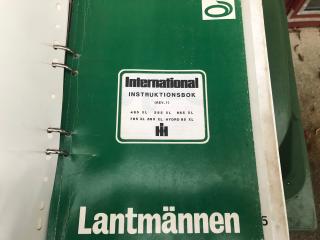 International
INSTRUKTIONSBOK
(REV. 1)
485 XL 585 XL 685 XL
785 XL 885 XL HYDRO 85 XL
IH
Lantmännen
5